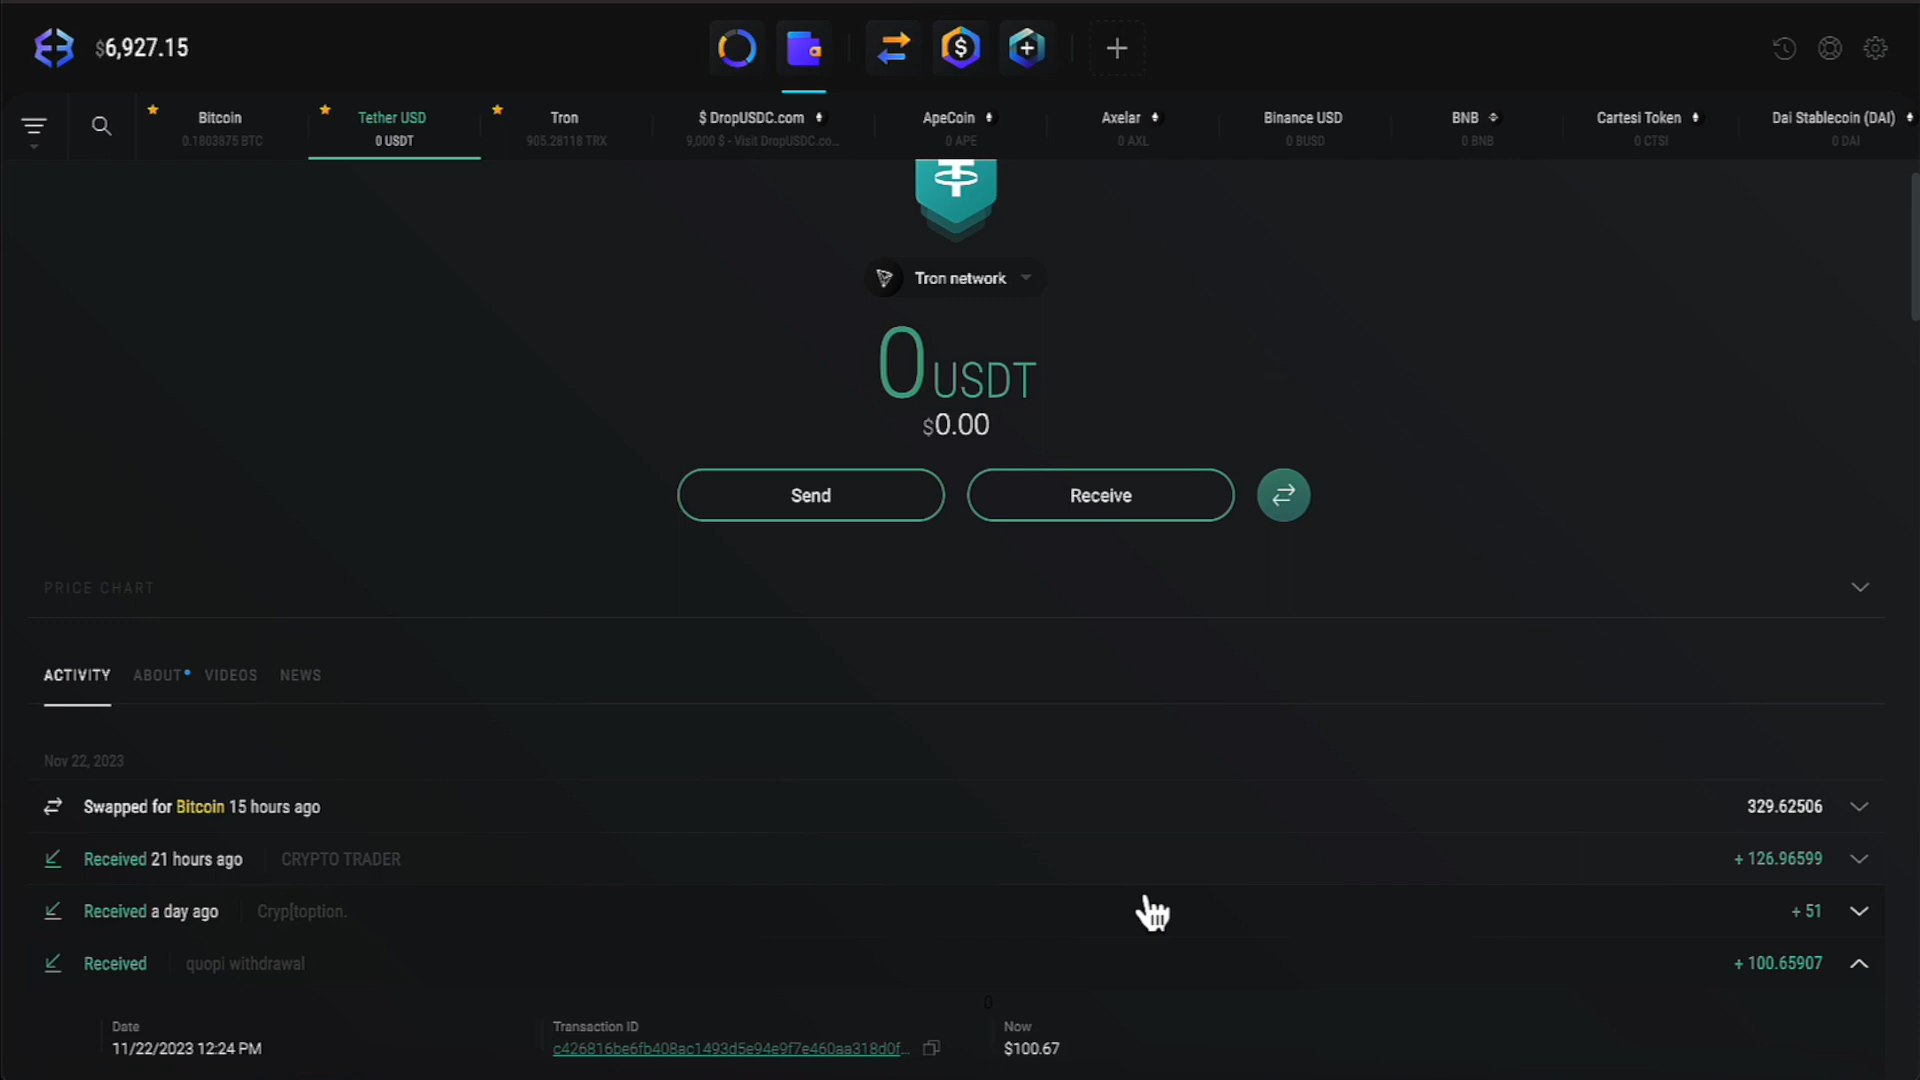 $6,927.15
Bitcoin
0.1803875 BTC
Tether USD
0 USDT
Tron
905.28118 TRX
$ DropUSDC.com
9,000 $ - Visit DropUSDC.co...
ApeCoin
0 APE
Axelar
0 AXL
Binance USD
0 BUSD
BNB
0 BNB
Cartesi Token
0 CTSI
Dai Stablecoin (DAI)
0 DAI
Tron network
0 USDT
$0.00
Send
Receive
PRICE CHART
ACTIVITY ABOUT VIDEOS NEWS
Nov 22, 2023
Swapped for Bitcoin 15 hours ago 329.62506
Received 21 hours ago CRYPTO TRADER + 126.96599
Received a day ago Cryp[toption. + 51
Received quopi withdrawal + 100.65907
0
Date
11/22/2023 12:24 PM
Transaction ID
c426816be6fb408ac1493d5e94e9f7e460aa318d0f...
Now
$100.67